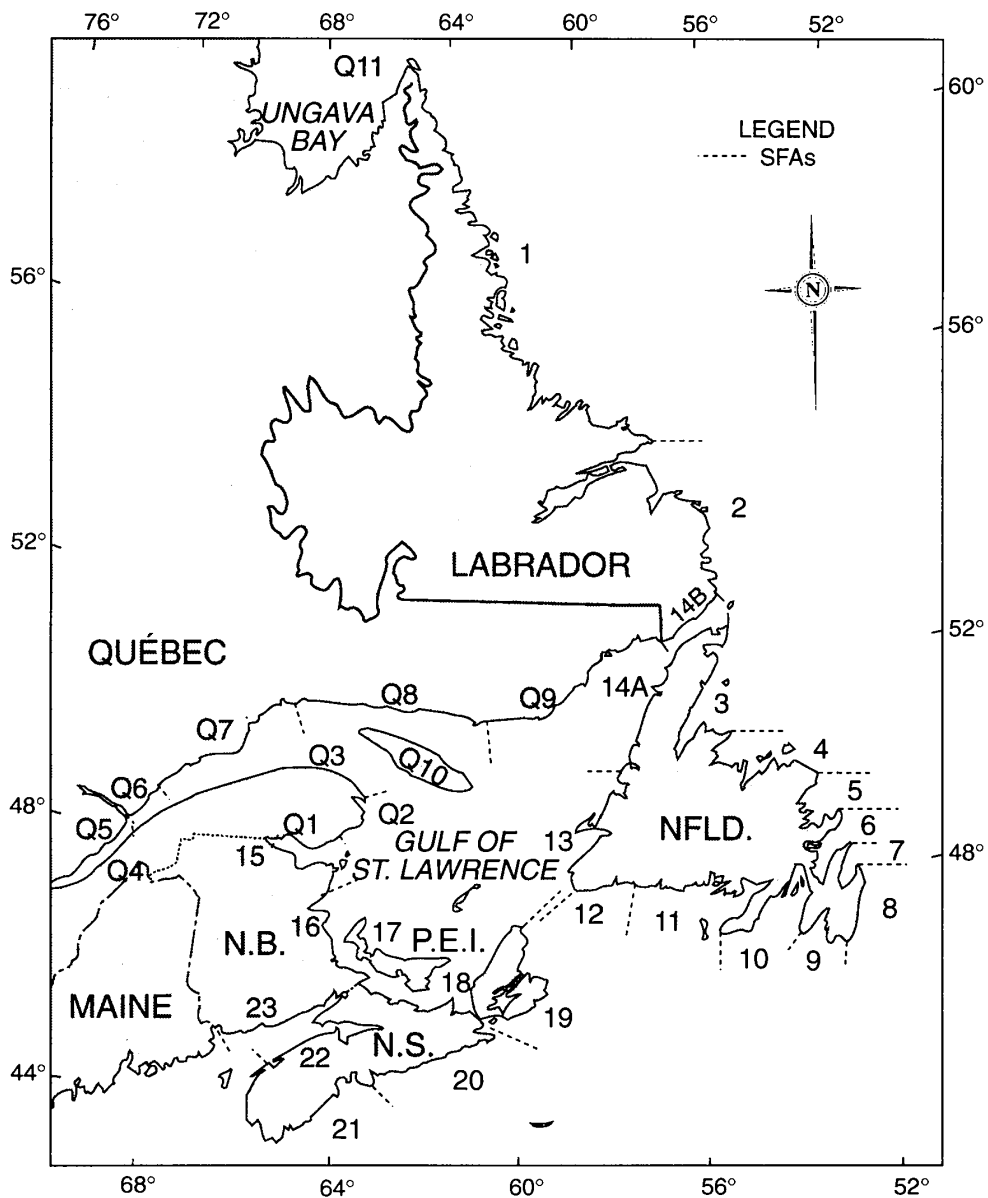 76° 72° 68° 64° 60° 56° 52°
Q11
60°
UNGAVA
BAY
LEGEND
SFAs
1
N
56°
56°
2
52°
LABRADOR
14B
52°
QUÉBEC
14A
Q8
Q9
3
Q7
Q3
Q10
4
Q6
5
48°
Q2
Q5
Q1
6
GULF OF
ST. LAWRENCE
13
NFLD.
7
48°
15
Q4
12
11
8
16
17
P.E.I.
N.B.
10
9
18
MAINE
23
19
N.S.
22
44°
20
21
68° 64° 60° 56° 52°